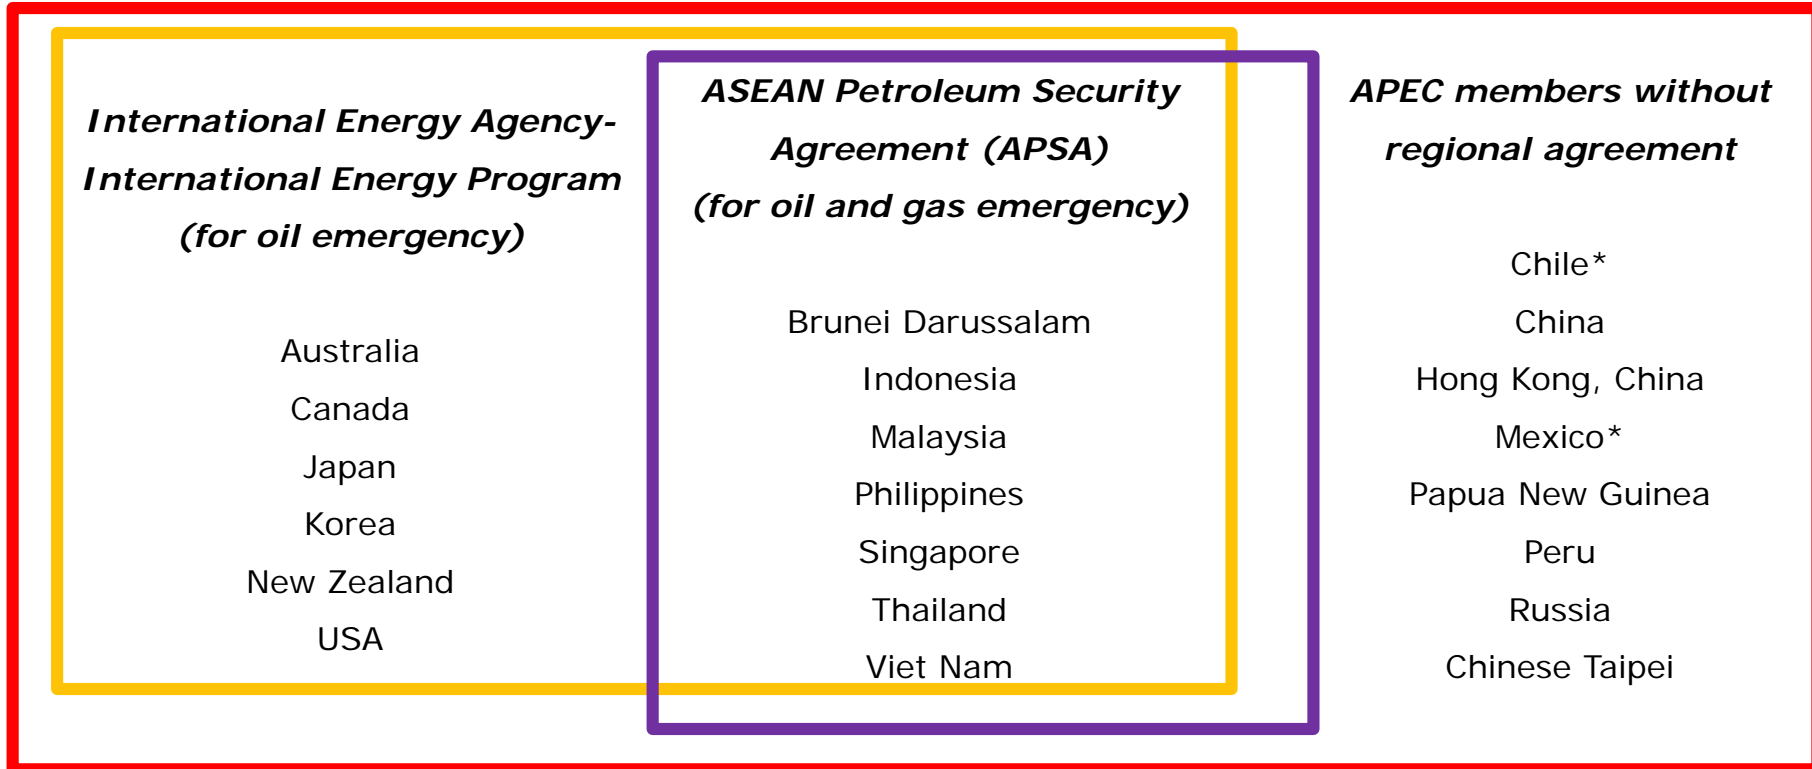 International Energy Agency-
International Energy Program
(for oil emergency)
Australia
Canada
Japan
Korea
New Zealand
USA
ASEAN Petroleum Security
Agreement (APSA)
(for oil and gas emergency)
Brunei Darussalam
Indonesia
Malaysia
Philippines
Singapore
Thailand
Viet Nam
APEC members without
regional agreement
Chile*
China
Hong Kong, China
Mexico*
Papua New Guinea
Peru
Russia
Chinese Taipei